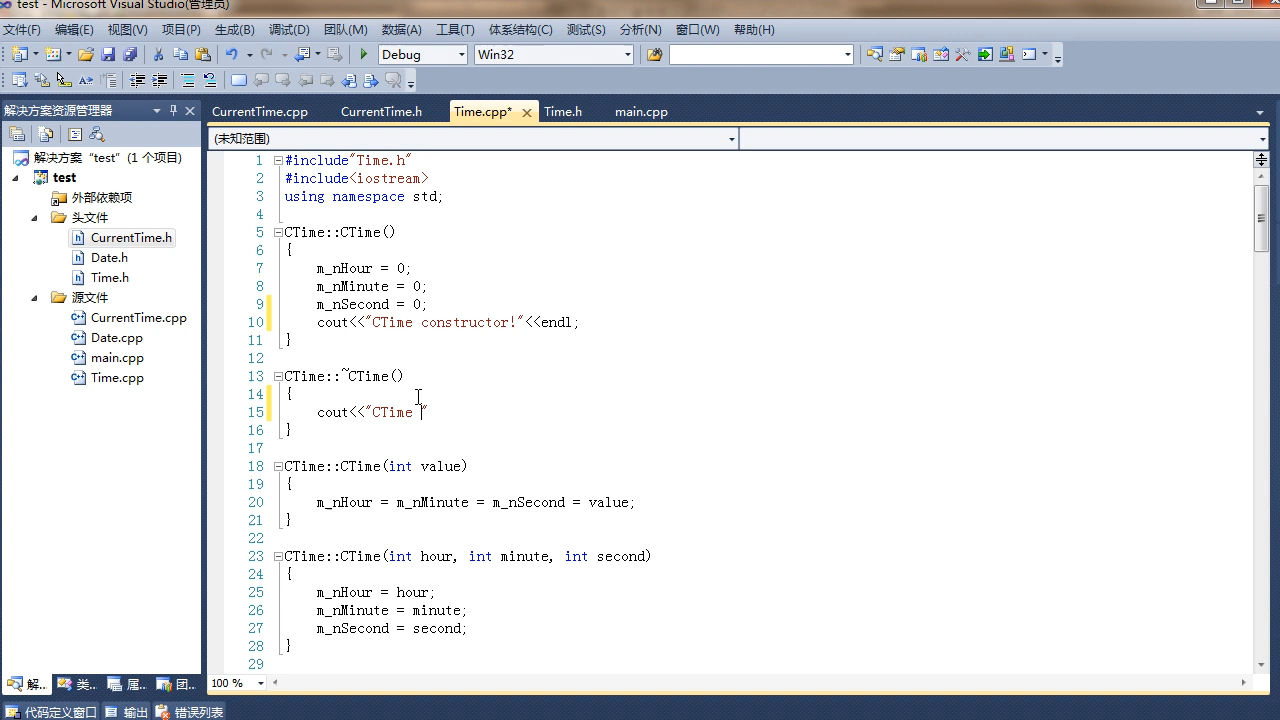 test - Microsoft Visual Studio(管理员)
文件(F) 编辑(E) 视图(V) 项目(P) 生成(B) 调试(D) 团队(M) 数据(A) 工具(T) 体系结构(C) 测试(S) 分析(N) 窗口(W) 帮助(H)
Debug Win32
解决方案资源管理器
CurrentTime.cpp CurrentTime.h Time.cpp* Time.h main.cpp
(未知范围)
解决方案 “test” (1 个项目)
test
外部依赖项
头文件
CurrentTime.h
Date.h
Time.h
源文件
CurrentTime.cpp
Date.cpp
main.cpp
Time.cpp
1 #include"Time.h"
2 #include<iostream>
3 using namespace std;
4
5 CTime::CTime()
6 {
7 m_nHour = 0;
8 m_nMinute = 0;
9 m_nSecond = 0;
10 cout<<"CTime constructor!"<<endl;
11 }
12
13 CTime::~CTime()
14 {
15 cout<<"CTime "
16 }
17
18 CTime::CTime(int value)
19 {
20 m_nHour = m_nMinute = m_nSecond = value;
21 }
22
23 CTime::CTime(int hour, int minute, int second)
24 {
25 m_nHour = hour;
26 m_nMinute = minute;
27 m_nSecond = second;
28 }
29
解... 类... 属... 团... 100 %
代码定义窗口 输出 错误列表